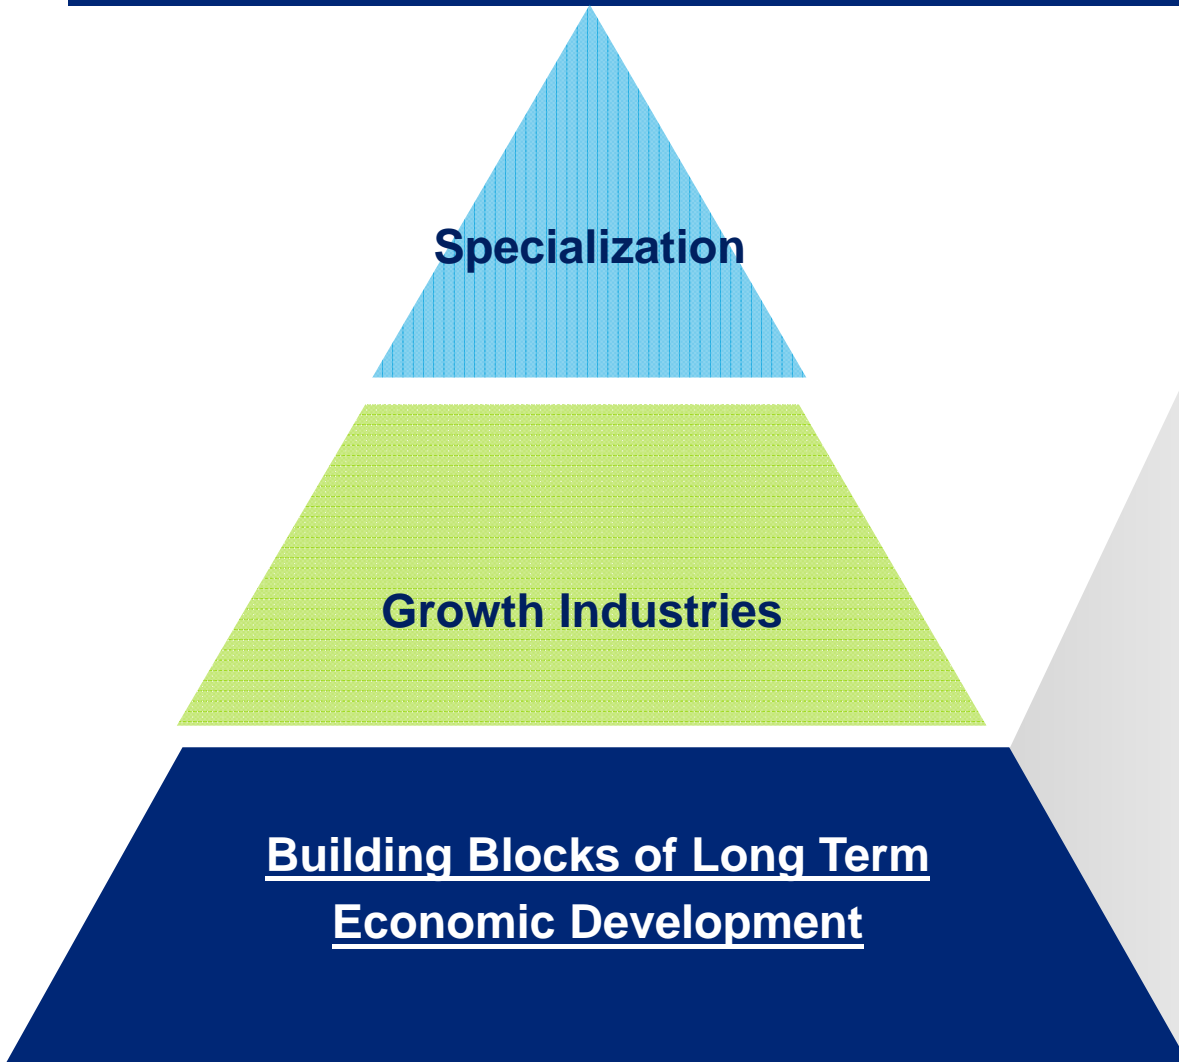 Specialization
Growth Industries
Building Blocks of Long Term
Economic Development